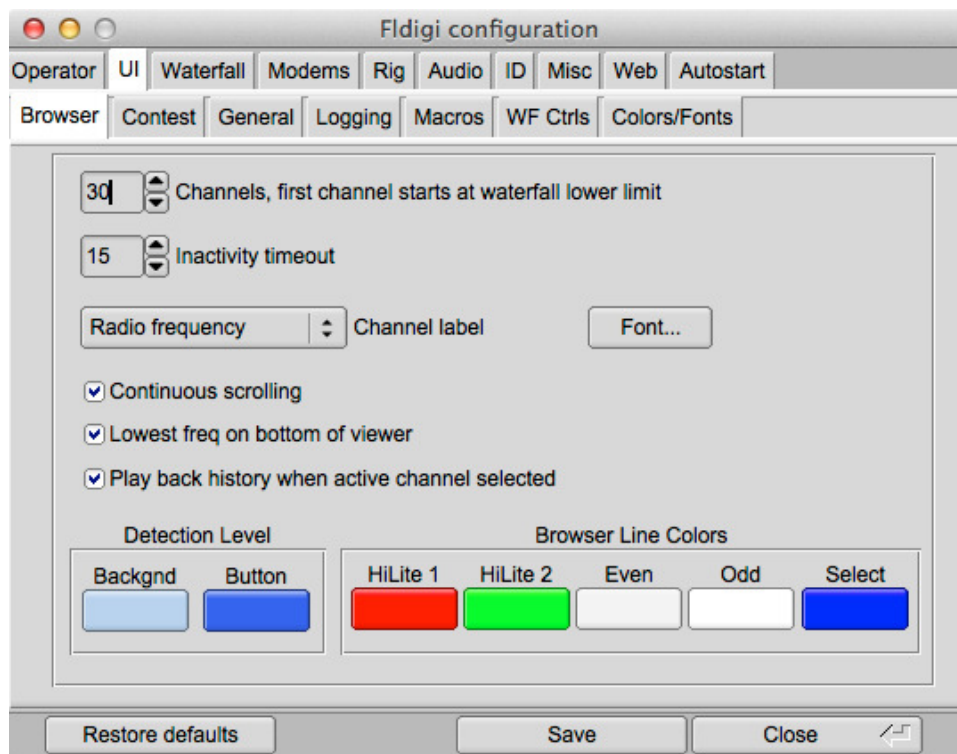 Fldigi configuration
Operator UI Waterfall Modems Rig Audio ID Misc Web Autostart
Browser Contest General Logging Macros WF Ctrls Colors/Fonts
30 Channels, first channel starts at waterfall lower limit
15 Inactivity timeout
Radio frequency Channel label Font...
Continuous scrolling
Lowest freq on bottom of viewer
Play back history when active channel selected
Detection Level Browser Line Colors
Backgnd Button HiLite 1 HiLite 2 Even Odd Select
Restore defaults Save Close